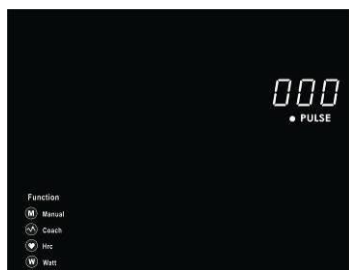 000
● PULSE
Function
M Manual
Coach
Hrc
W Watt